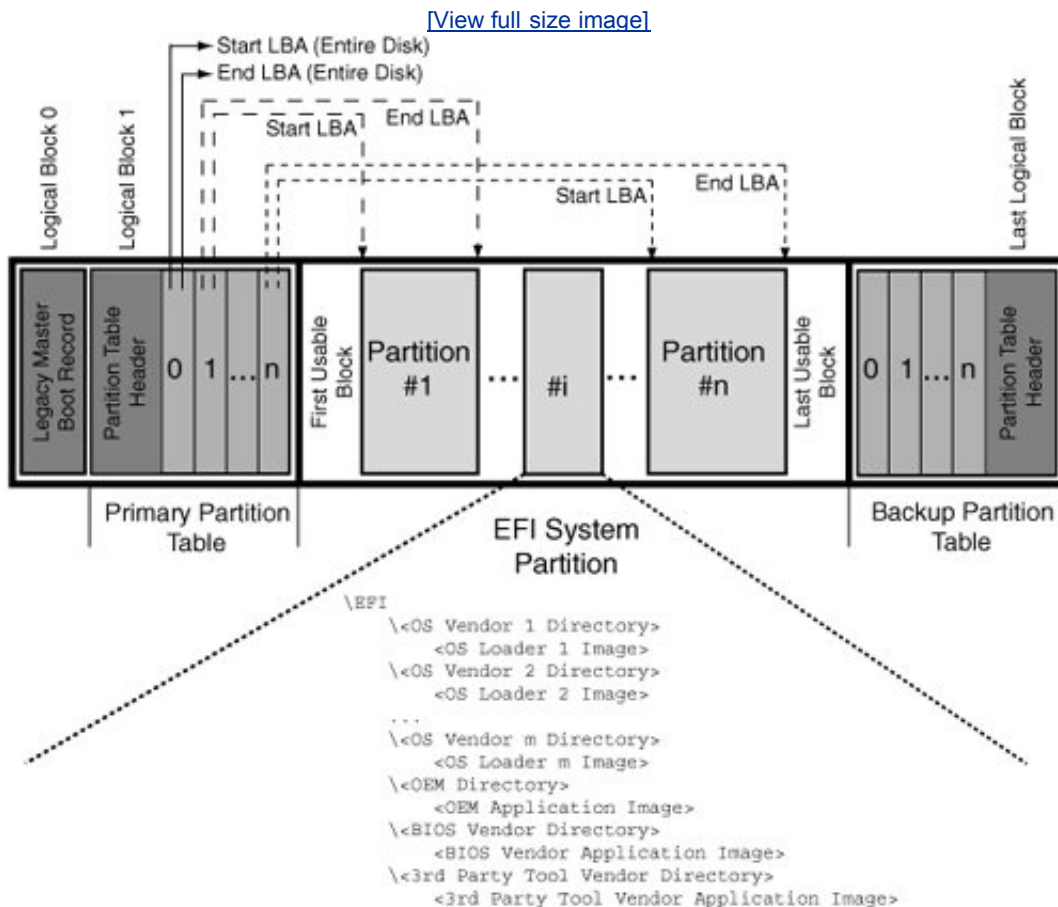 [View full size image]
Start LBA (Entire Disk)
End LBA (Entire Disk)
Logical Block 0
Logical Block 1
Start LBA
End LBA
Start LBA
End LBA
Last Logical Block
Legacy Master
Boot Record
Partition Table
Header
0
1
...
n
First Usable
Block
Partition
#1
...
#i
...
Partition
#n
Last Usable
Block
0
1
...
n
Partition Table
Header
Primary Partition
Table
EFI System
Partition
Backup Partition
Table
\EFI
\<OS Vendor 1 Directory>
<OS Loader 1 Image>
\<OS Vendor 2 Directory>
<OS Loader 2 Image>
...
\<OS Vendor m Directory>
<OS Loader m Image>
\<OEM Directory>
<OEM Application Image>
\<BIOS Vendor Directory>
<BIOS Vendor Application Image>
\<3rd Party Tool Vendor Directory>
<3rd Party Tool Vendor Application Image>